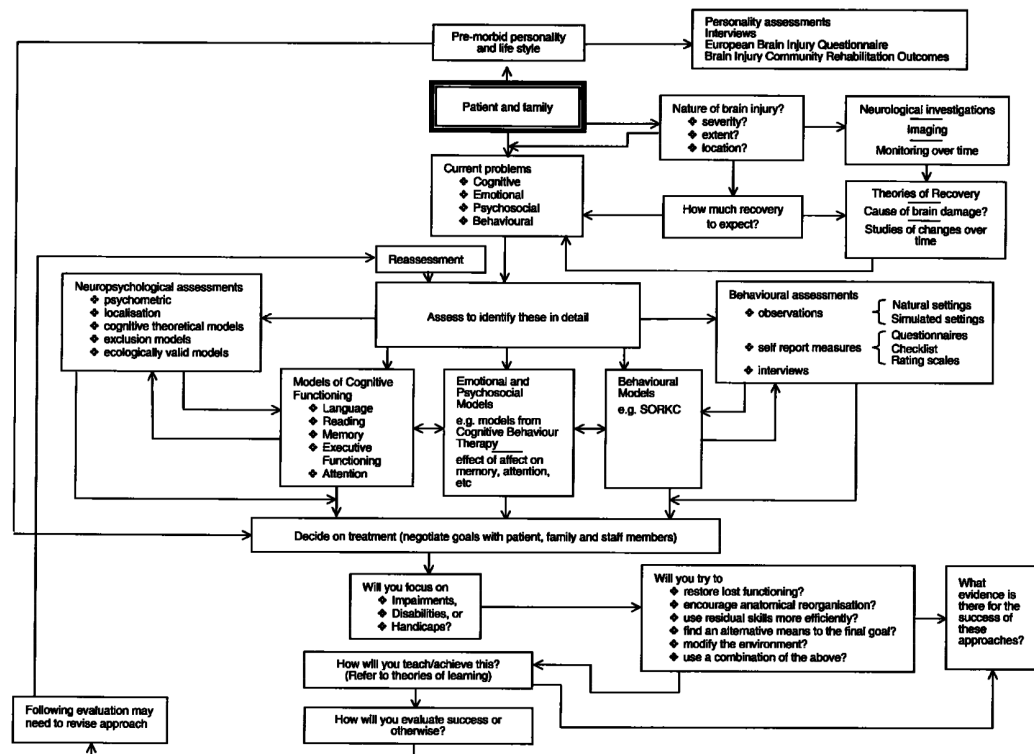 Pre-morbid personality
and life style
Personality assessments
Interviews
European Brain Injury Questionnaire
Brain Injury Community Rehabilitation Outcomes
Patient and family
Nature of brain injury?
❖ severity?
❖ extent?
❖ location?
Neurological investigations
Imaging
Monitoring over time
Current problems
❖ Cognitive
❖ Emotional
❖ Psychosocial
❖ Behavioural
How much recovery
to expect?
Theories of Recovery
Cause of brain damage?
Studies of changes over
time
Reassessment
Neuropsychological assessments
❖ psychometric
❖ localisation
❖ cognitive theoretical models
❖ exclusion models
❖ ecologically valid models
Assess to identify these in detail
Behavioural assessments
❖ observations
Natural settings
Simulated settings
❖ self report measures
Questionnaires
Checklist
Rating scales
❖ interviews
Models of Cognitive
Functioning
❖ Language
❖ Reading
❖ Memory
❖ Executive
Functioning
❖ Attention
Emotional and
Psychosocial
Models
e.g. models from
Cognitive Behaviour
Therapy
effect of affect on
memory, attention,
etc
Behavioural
Models
e.g. SORKC
Decide on treatment (negotiate goals with patient, family and staff members)
Will you focus on
❖ Impairments,
❖ Disabilities, or
❖ Handicaps?
Will you try to
❖ restore lost functioning?
❖ encourage anatomical reorganisation?
❖ use residual skills more efficiently?
❖ find an alternative means to the final goal?
❖ modify the environment?
❖ use a combination of the above?
What
evidence is
there for the
success of
these
approaches?
How will you teach/achieve this?
(Refer to theories of learning)
Following evaluation may
need to revise approach
How will you evaluate success or
otherwise?